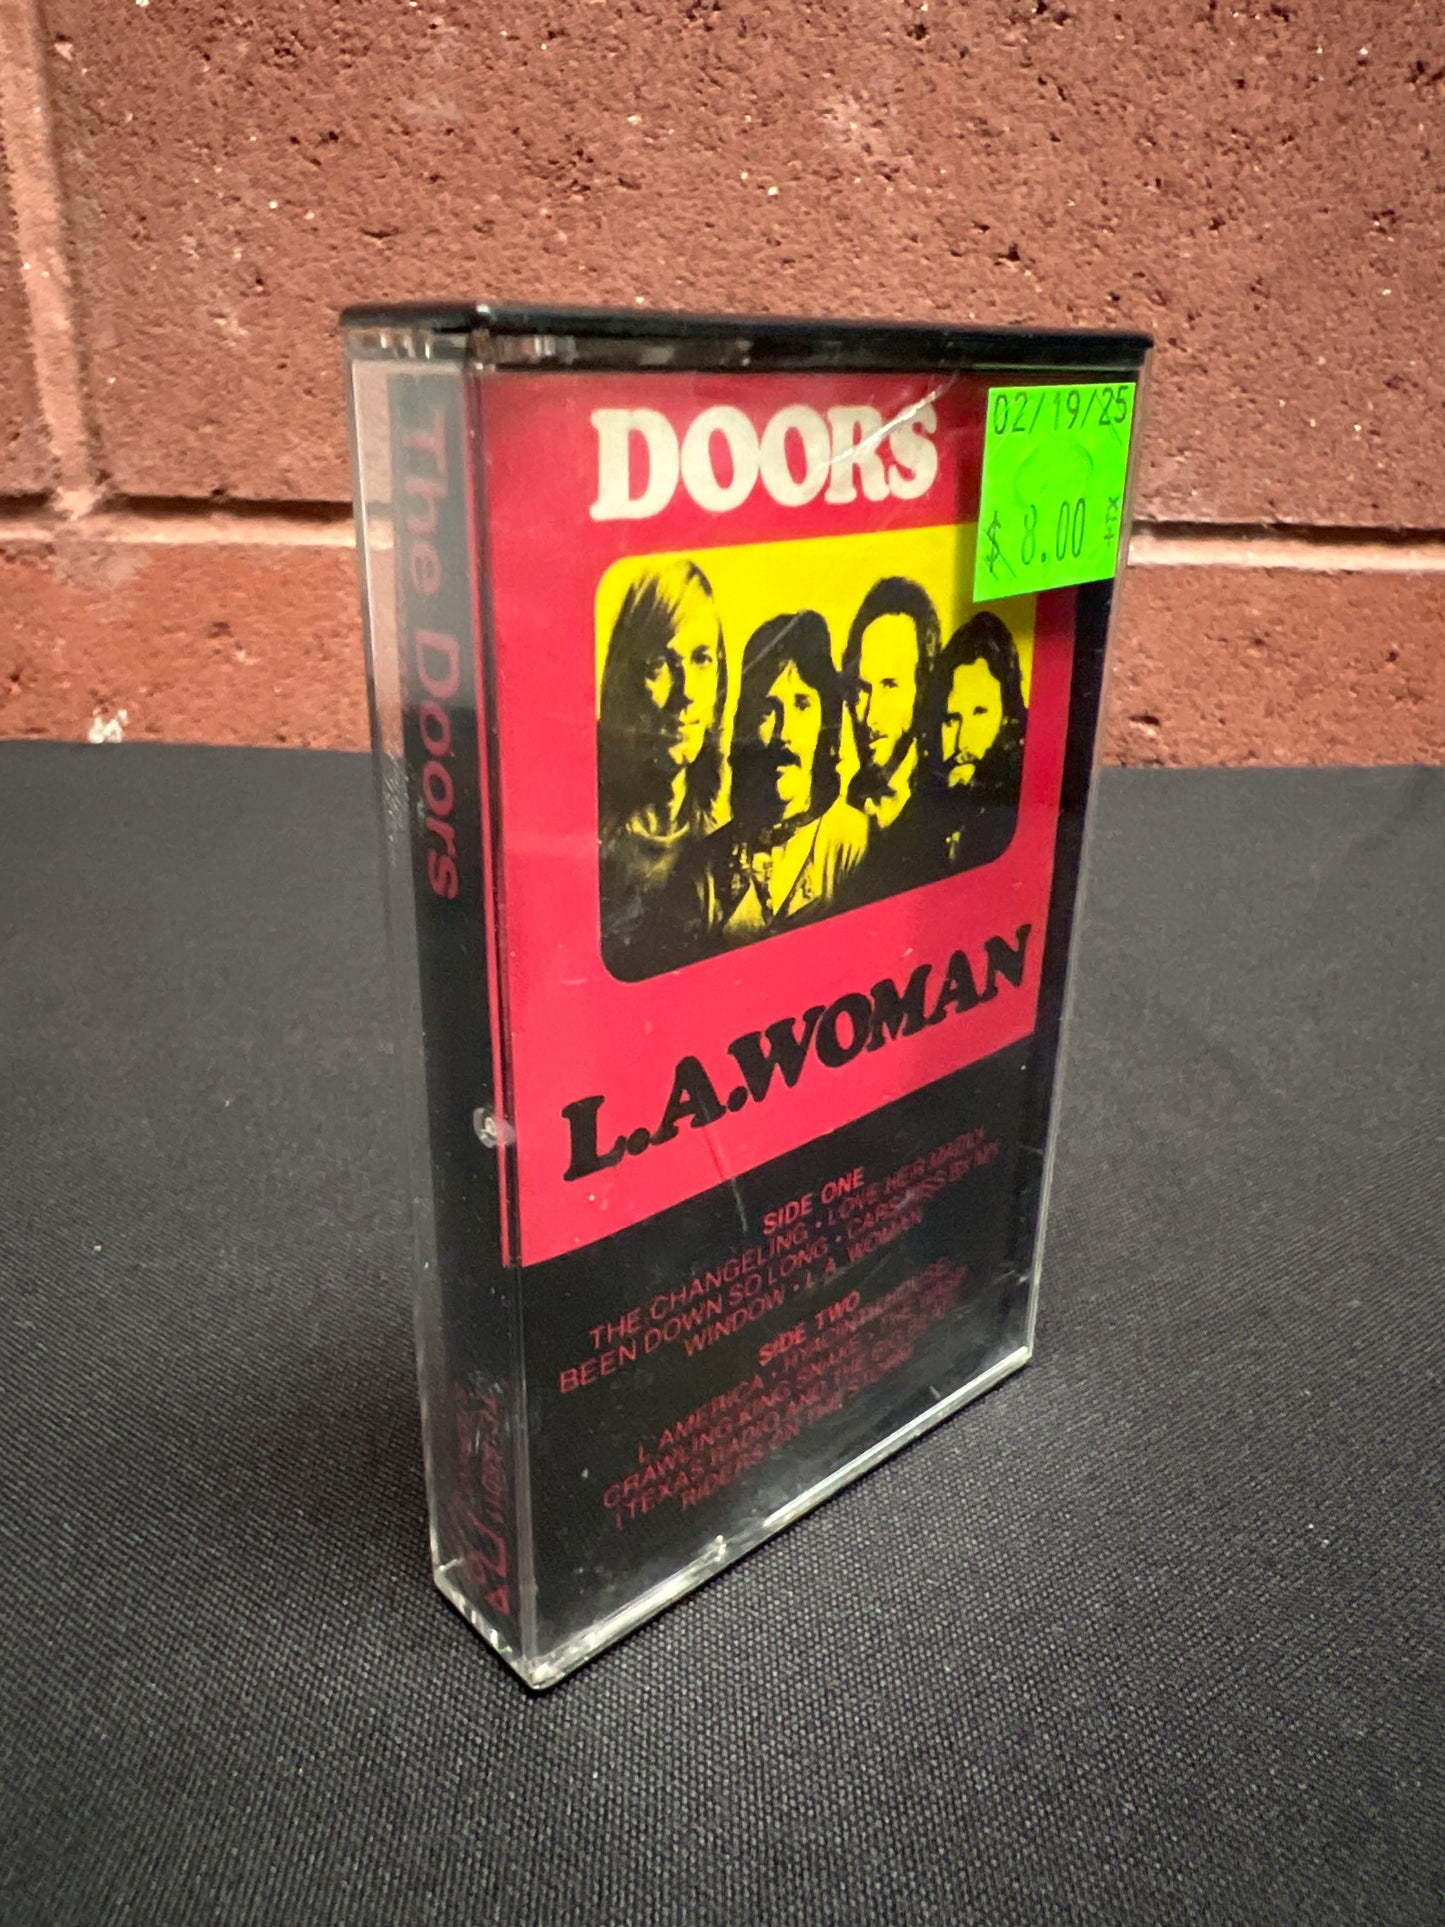 The Doors
DOORS
02/19/25
$ 8.00
L.A.WOMAN
SIDE ONE
THE CHANGELING • LOVE HER MADLY
BEEN DOWN SO LONG • CARS HISS BY MY
WINDOW • L.A. WOMAN
SIDE TWO
L'AMERICA • HYACINTH HOUSE
CRAWLING KING SNAKE • THE WASP
(TEXAS RADIO AND THE BIG BEAT)
RIDERS ON THE STORM